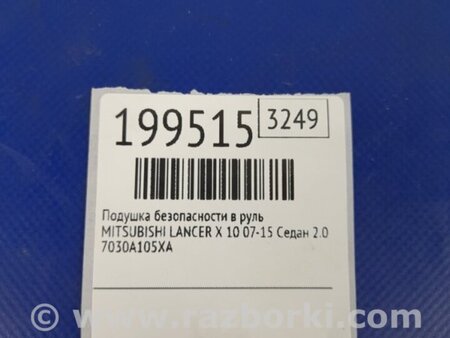 199515 3249
Подушка безопасности в руль
MITSUBISHI LANCER X 10 07-15 Седан 2.0
7030A105XA
© www.razborki.com